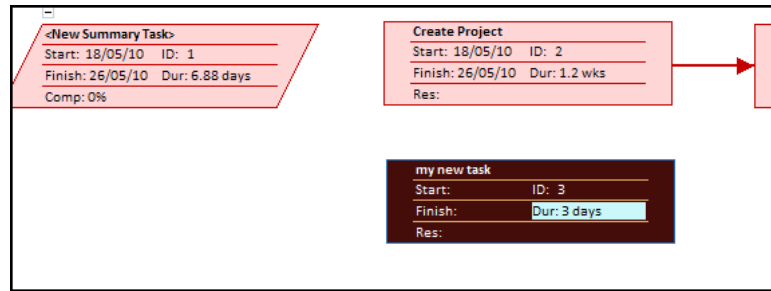 <New Summary Task>
Start: 18/05/10 ID: 1
Finish: 26/05/10 Dur: 6.88 days
Comp: 0%
Create Project
Start: 18/05/10 ID: 2
Finish: 26/05/10 Dur: 1.2 wks
Res:
my new task
Start: ID: 3
Finish: Dur: 3 days
Res: